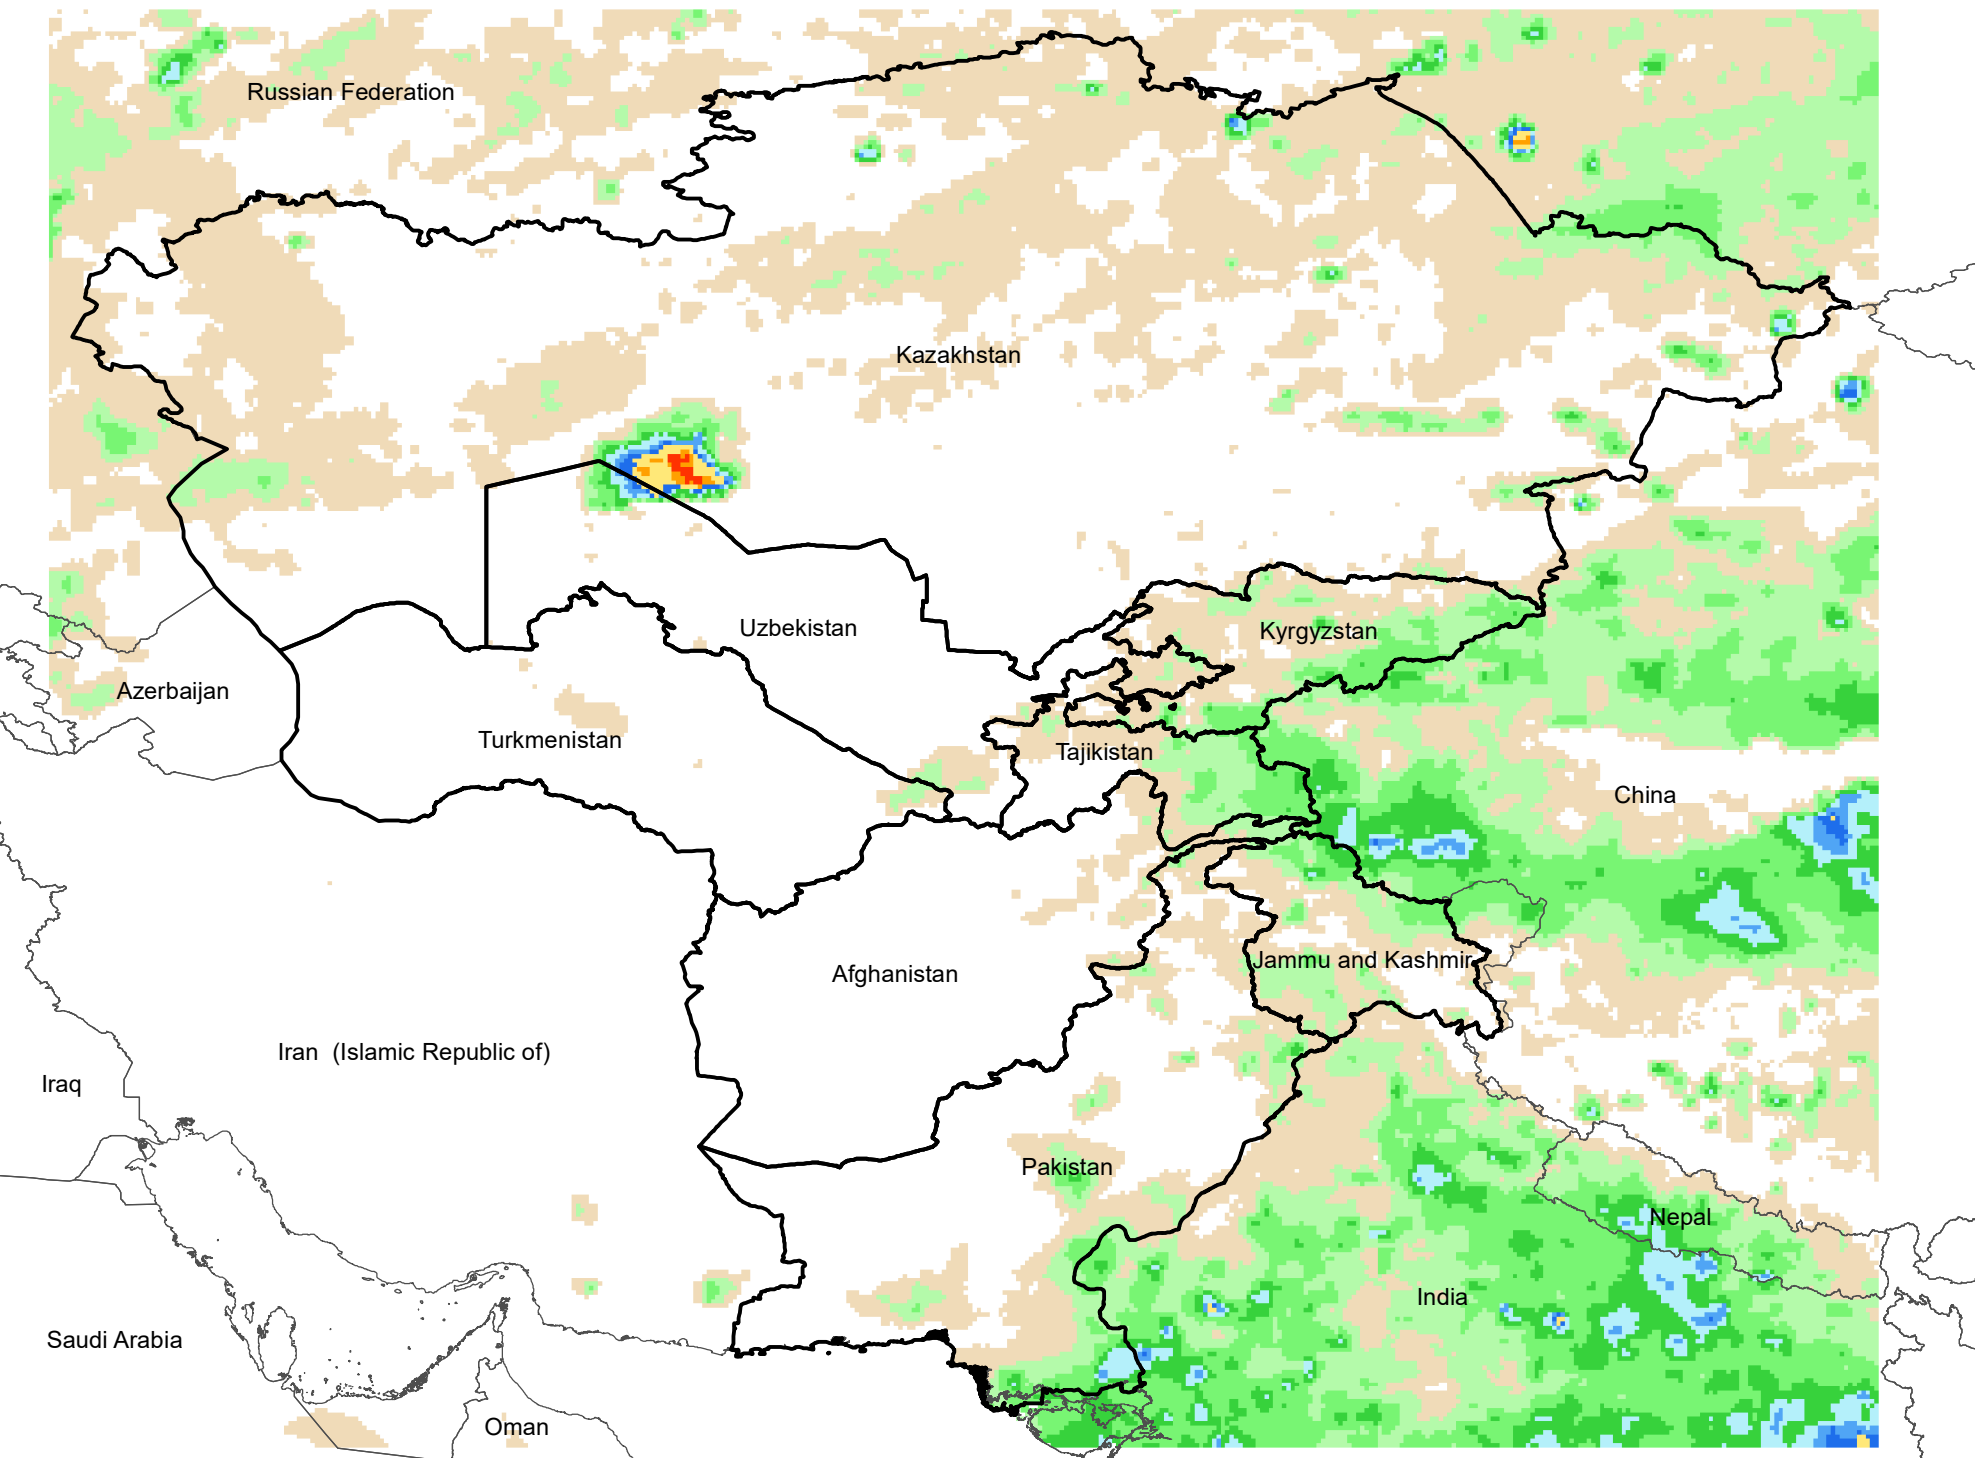 Russian Federation
Kazakhstan
Uzbekistan
Kyrgyzstan
Azerbaijan
Turkmenistan
Tajikistan
China
Afghanistan
Jammu and Kashmir
Iran  (Islamic Republic of)
Iraq
Pakistan
Nepal
India
Saudi Arabia
Oman